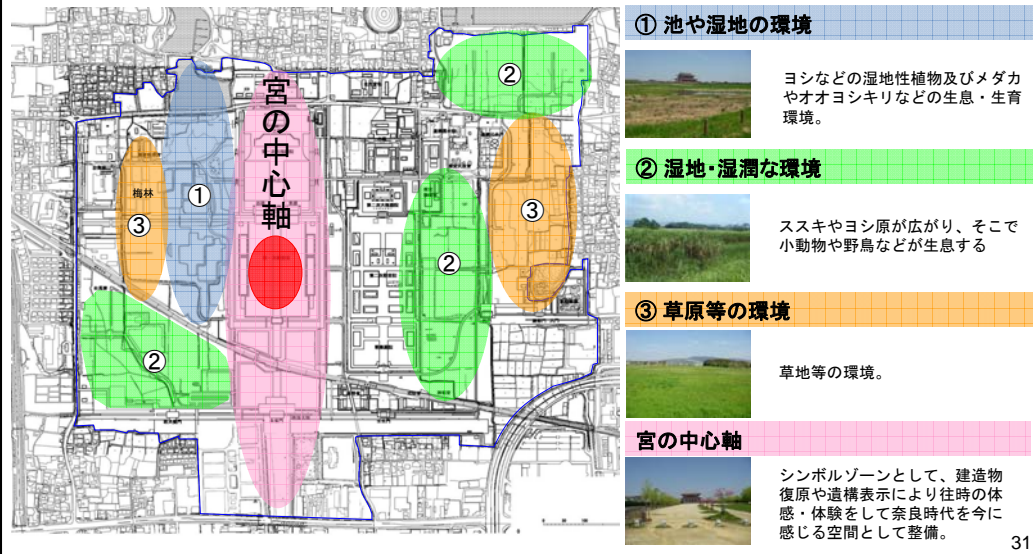 宮の中心軸
②
①
梅林
③
③
②
②
① 池や湿地の環境
ヨシなどの湿地性植物及びメダカ
やオオヨシキリなどの生息・生育
環境。
② 湿地・湿潤な環境
ススキやヨシ原が広がり、そこで
小動物や野鳥などが生息する
③ 草原等の環境
草地等の環境。
宮の中心軸
シンボルゾーンとして、建造物
復原や遺構表示により往時の体
感・体験をして奈良時代を今に
感じる空間として整備。
31